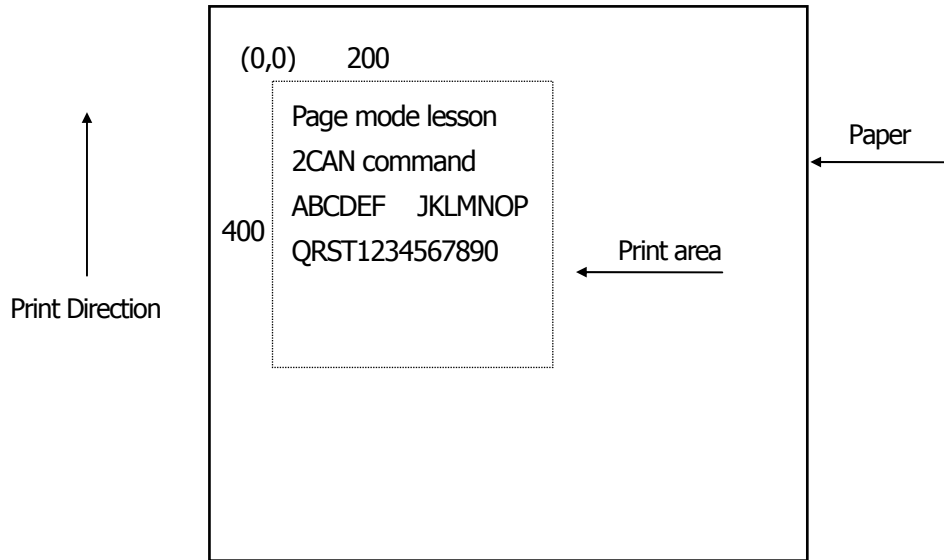 (0,0) 200
Page mode lesson
Paper
2CAN command
ABCDEF JKLMNOP
400
QRST1234567890
Print area
Print Direction